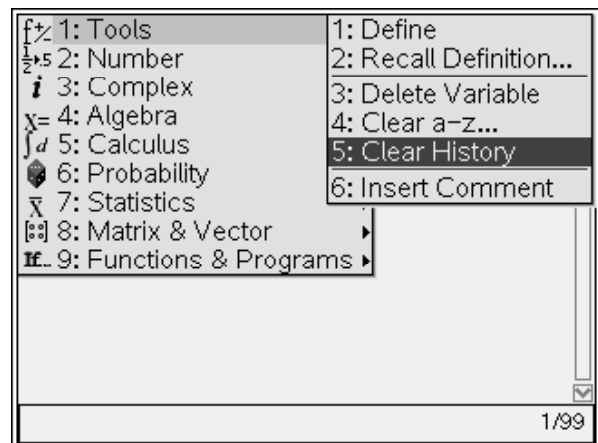 1: Tools
2: Number
3: Complex
4: Algebra
5: Calculus
6: Probability
7: Statistics
8: Matrix & Vector
9: Functions & Programs
1: Define
2: Recall Definition...
3: Delete Variable
4: Clear a-z...
5: Clear History
6: Insert Comment
1/99